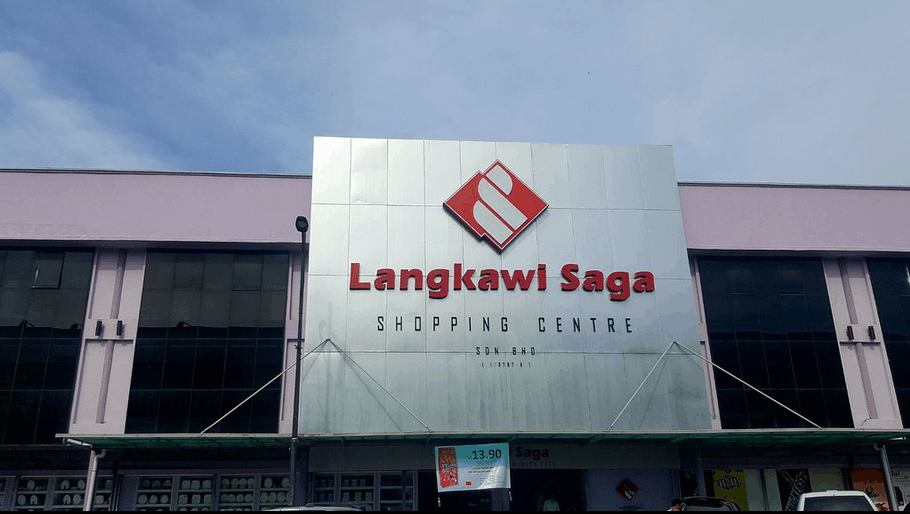 Langkawi Saga
SHOPPING CENTRE
SDN BHD
13.90
Saga